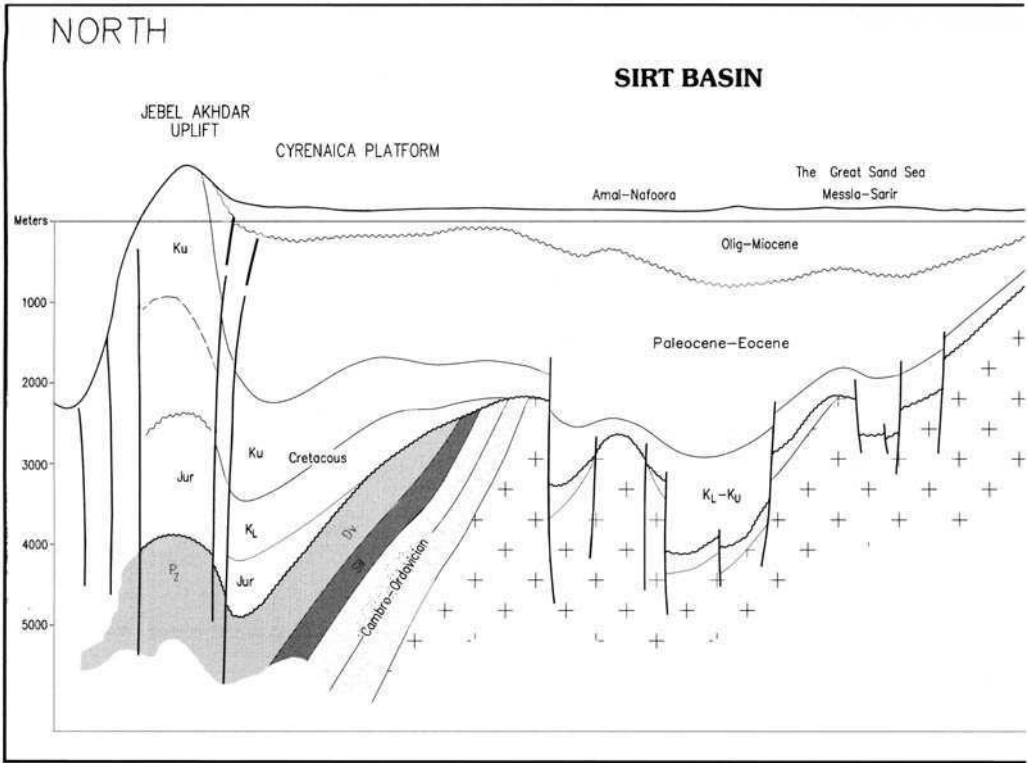 NORTH
SIRT BASIN
JEBEL AKHDAR
UPLIFT
CYRENAICA PLATFORM
The Great Sand Sea
Amal-Nafoora
Messla-Sarir
Meters
Ku
Olig-Miocene
1000
Paleocene-Eocene
2000
Ku
Cretacous
3000
Jur
KL-KU
KL
Dv
4000
Sil
PZ
Jur
Cambro-Ordavician
5000